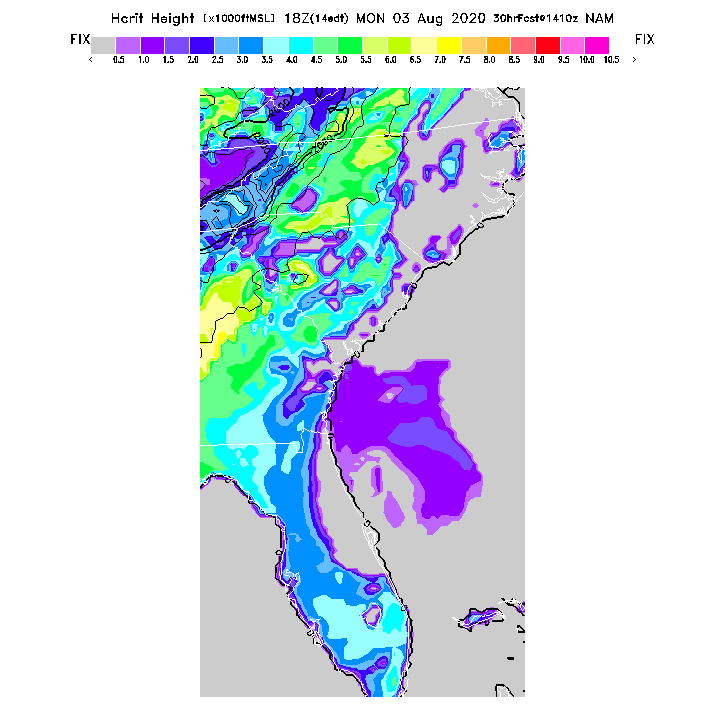 Hcrit Height [x1000ftMSL] 18Z(14edt) MON 03 Aug 2020 30hrFcst@1410z NAM
FIX FIX
< 0.5 1.0 1.5 2.0 2.5 3.0 3.5 4.0 4.5 5.0 5.5 6.0 6.5 7.0 7.5 8.0 8.5 9.0 9.5 10.0 10.5 >